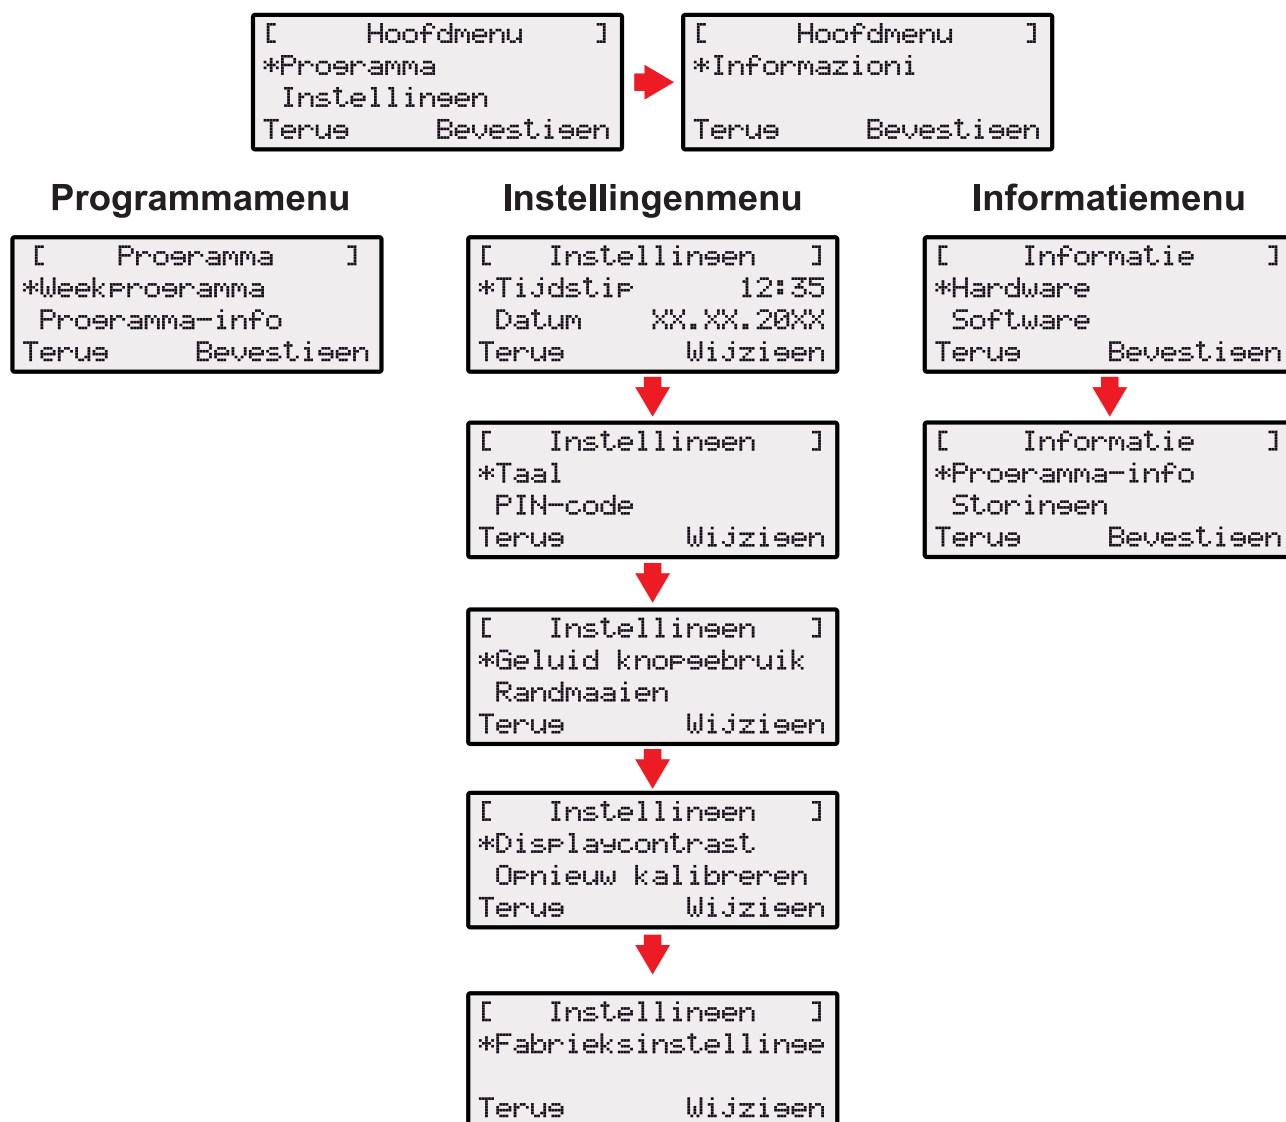 [ Hoofdmenu ]
*Programma
Instellingen
Terug Bevestigen
[ Hoofdmenu ]
*Informazioni
Terug Bevestigen
Programmamenu
[ Programma ]
*Weekprogramma
Programma-info
Terug Bevestigen
Instellingenmenu
[ Instellingen ]
*Tijdstip 12:35
Datum XX.XX.20XX
Terug Wijzigen
[ Instellingen ]
*Taal
PIN-code
Terug Wijzigen
[ Instellingen ]
*Geluid knopgebruik
Randmaaien
Terug Wijzigen
[ Instellingen ]
*Displaycontrast
Opnieuw kalibreren
Terug Wijzigen
[ Instellingen ]
*Fabrieksinstellinge
Terug Wijzigen
Informatiemenu
[ Informatie ]
*Hardware
Software
Terug Bevestigen
[ Informatie ]
*Programma-info
Storingen
Terug Bevestigen